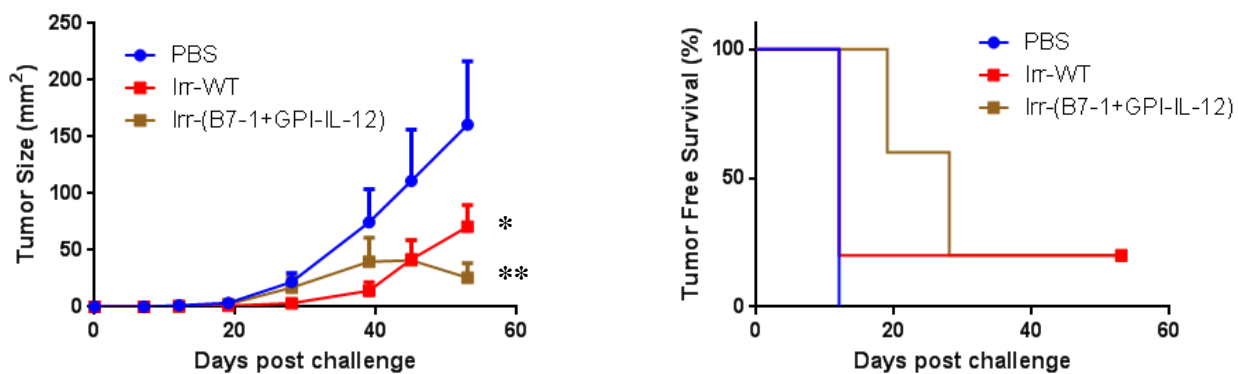 250
200
150
100
50
0
Tumor Size (mm²)
PBS
Irr-WT
Irr-(B7-1+GPI-IL-12)
*
**
0 20 40 60
Days post challenge
100
50
0
Tumor Free Survival (%)
PBS
Irr-WT
Irr-(B7-1+GPI-IL-12)
0 20 40 60
Days post challenge